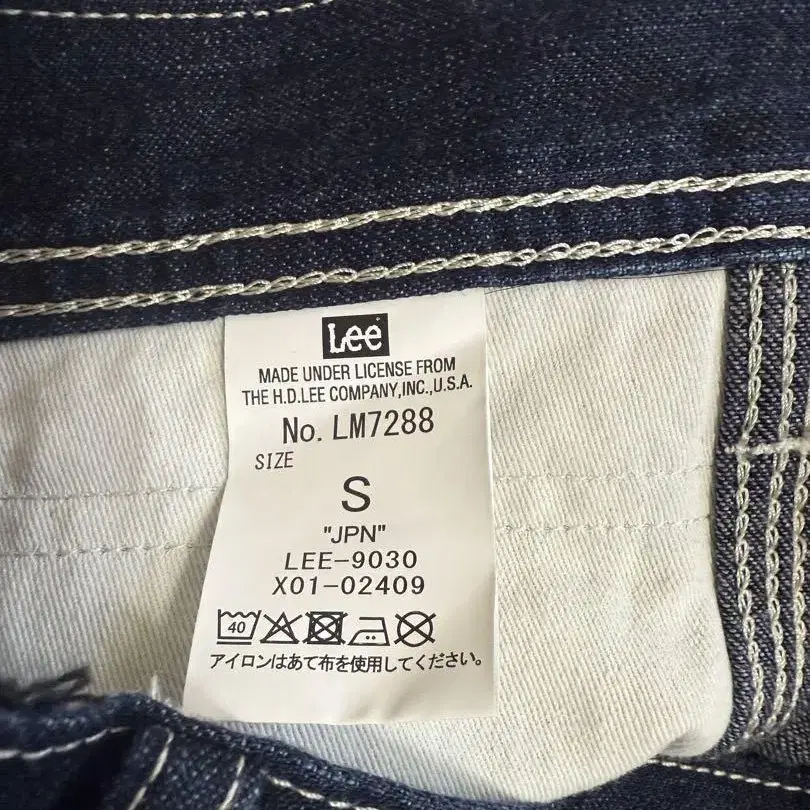 Lee
MADE UNDER LICENSE FROM
THE H.D.LEE COMPANY,INC.,U.S.A.
No. LM7288
SIZE
S
"JPN"
LEE-9030
X01-02409
40
アイロンはあて布を使用してください。